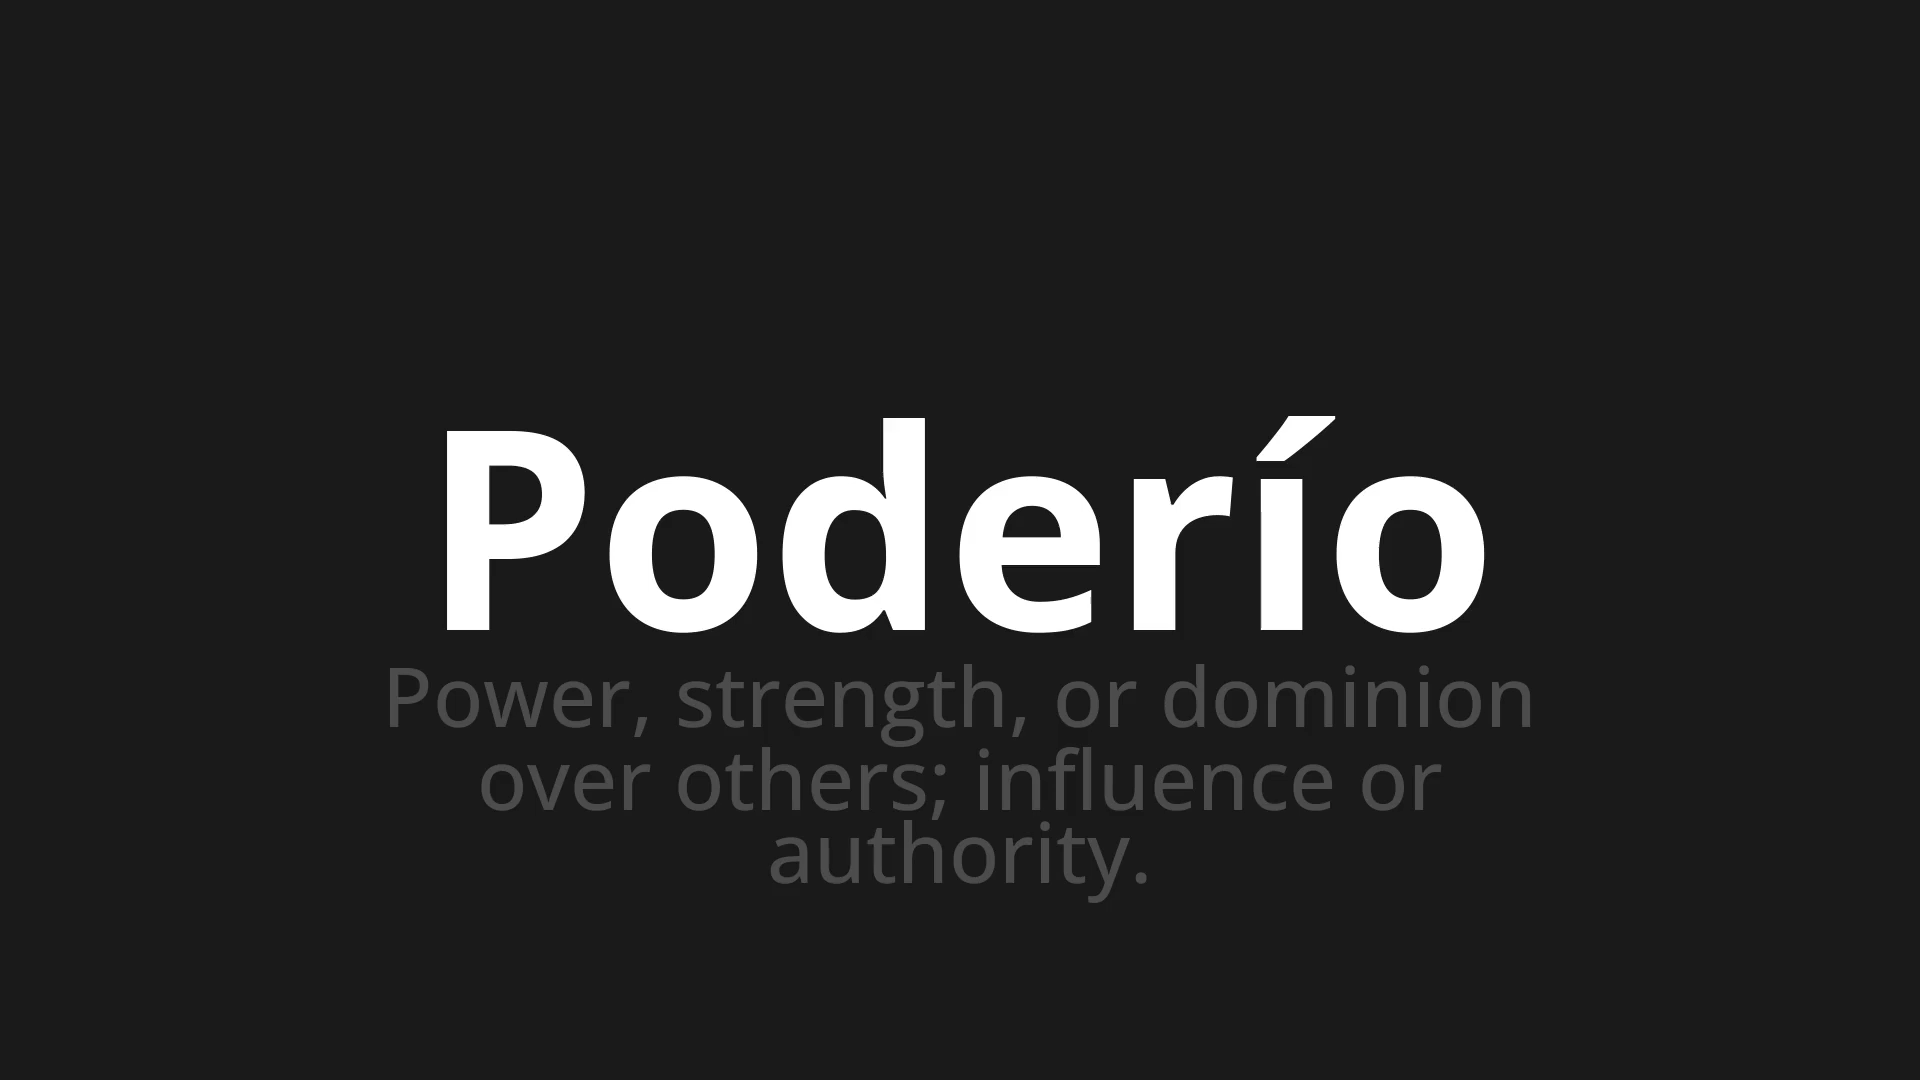 Poderío
Power, strength, or dominion
over others; influence or
authority.